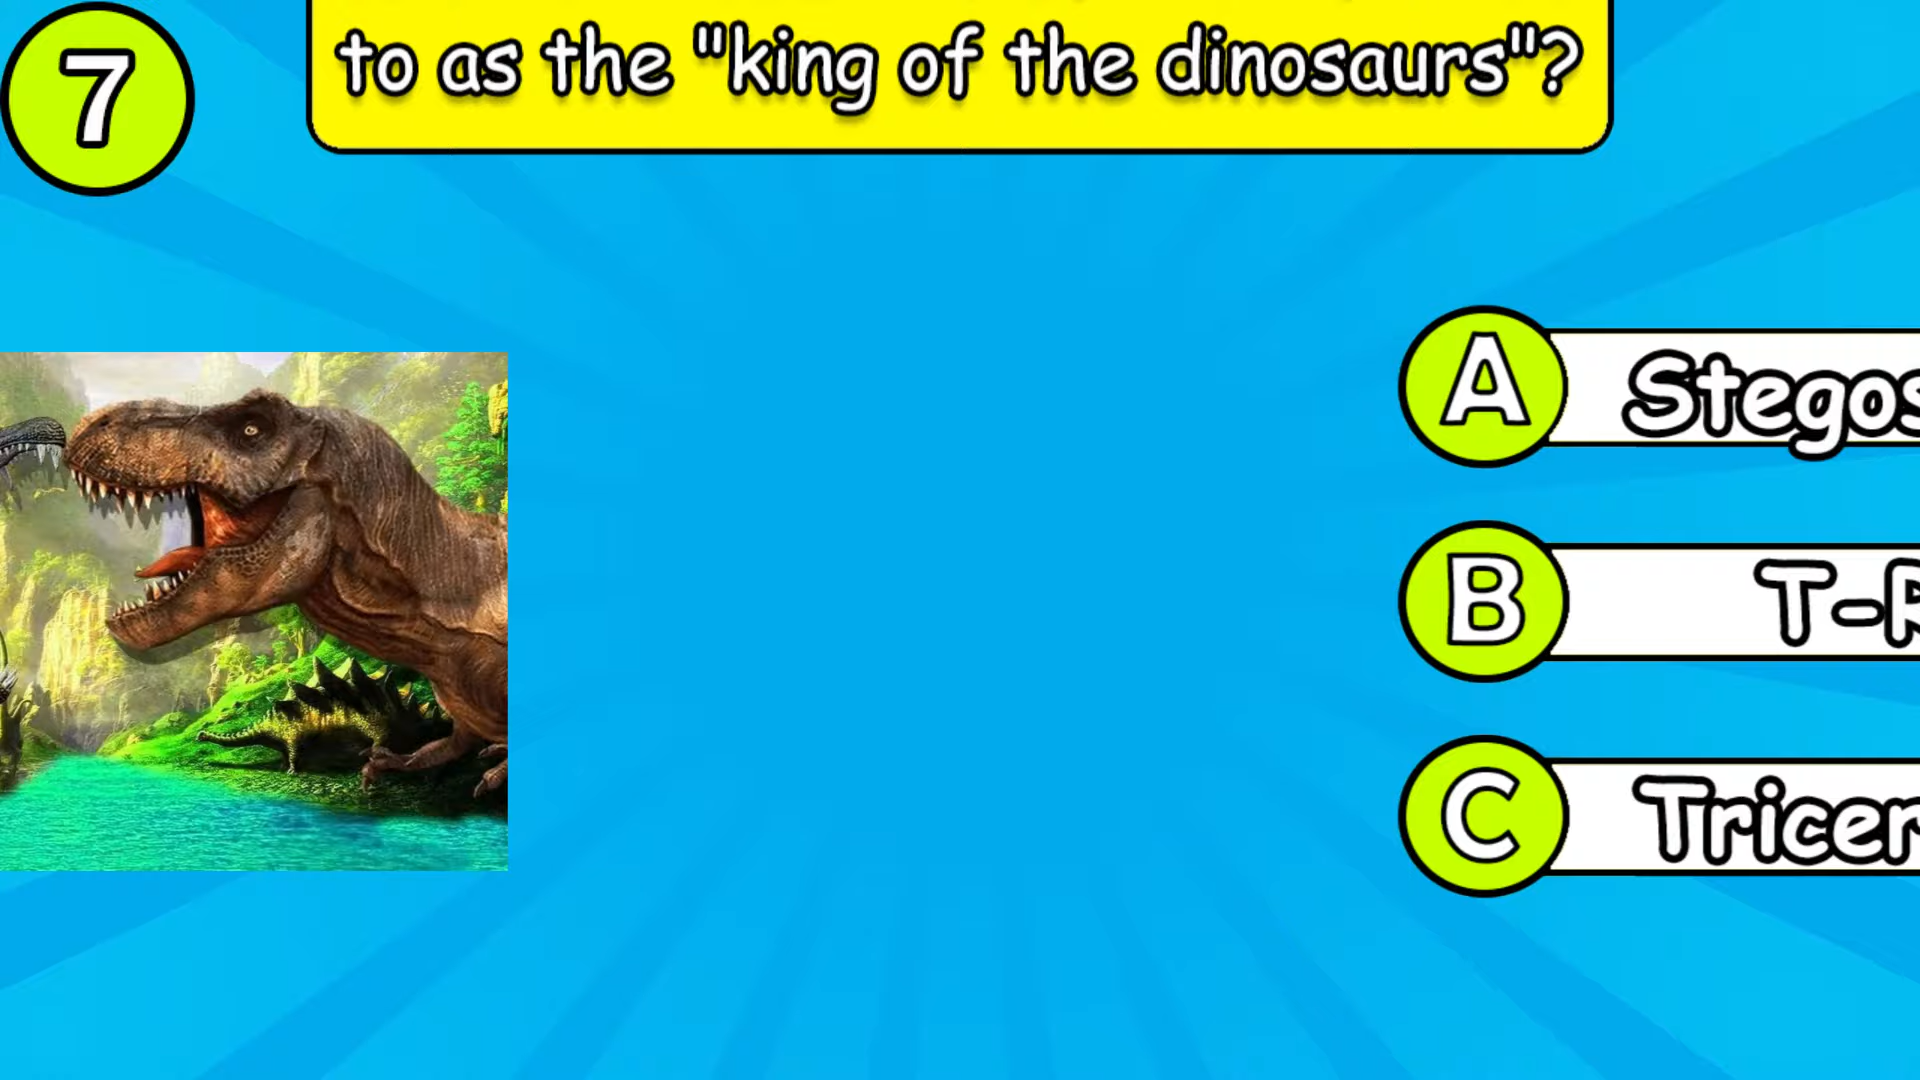 7
to as the "king of the dinosaurs"?
A
Stegos
B
T-R
C
Tricer